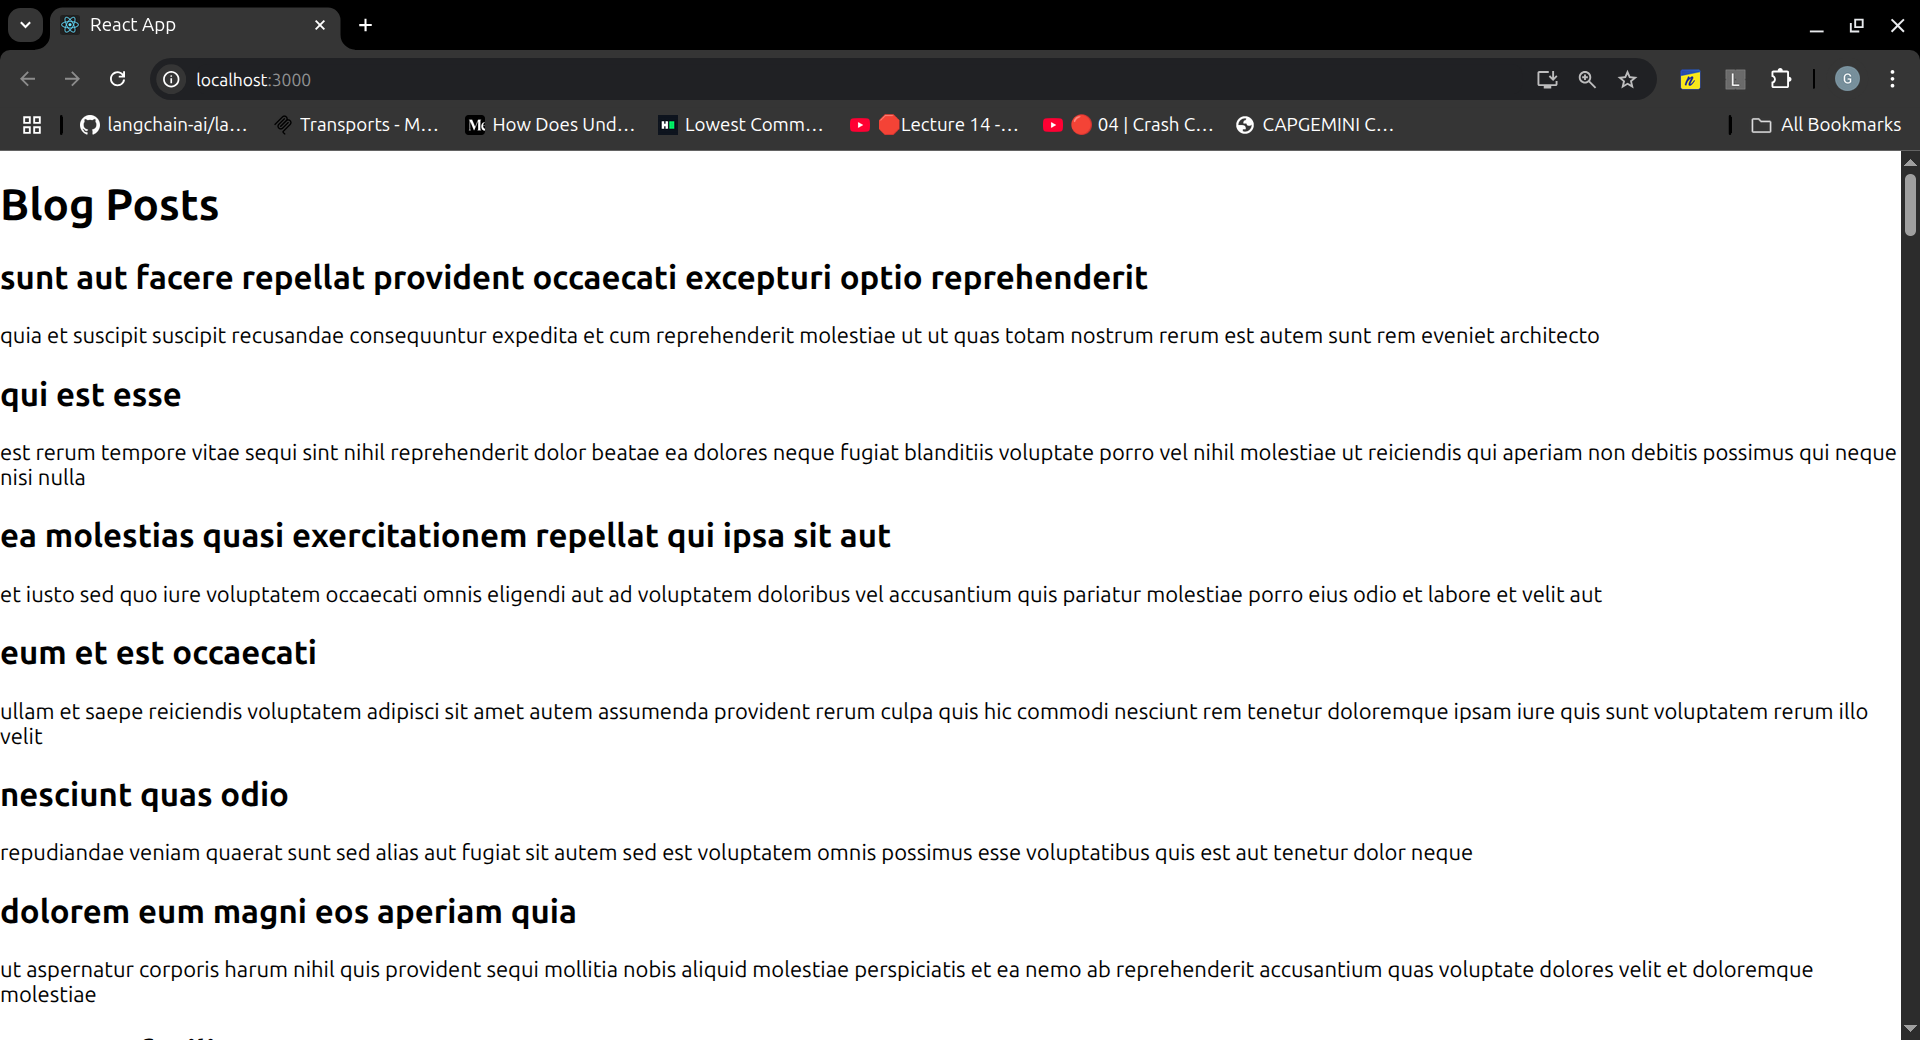 React App
localhost:3000
G
L
langchain-ai/la...
Transports - M...
How Does Und...
Lowest Comm...
Lecture 14 -...
04 | Crash C...
CAPGEMINI C...
All Bookmarks
Blog Posts
sunt aut facere repellat provident occaecati excepturi optio reprehenderit
quia et suscipit suscipit recusandae consequuntur expedita et cum reprehenderit molestiae ut ut quas totam nostrum rerum est autem sunt rem eveniet architecto
qui est esse
est rerum tempore vitae sequi sint nihil reprehenderit dolor beatae ea dolores neque fugiat blanditiis voluptate porro vel nihil molestiae ut reiciendis qui aperiam non debitis possimus qui neque
nisi nulla
ea molestias quasi exercitationem repellat qui ipsa sit aut
et iusto sed quo iure voluptatem occaecati omnis eligendi aut ad voluptatem doloribus vel accusantium quis pariatur molestiae porro eius odio et labore et velit aut
eum et est occaecati
ullam et saepe reiciendis voluptatem adipisci sit amet autem assumenda provident rerum culpa quis hic commodi nesciunt rem tenetur doloremque ipsam iure quis sunt voluptatem rerum illo
velit
nesciunt quas odio
repudiandae veniam quaerat sunt sed alias aut fugiat sit autem sed est voluptatem omnis possimus esse voluptatibus quis est aut tenetur dolor neque
dolorem eum magni eos aperiam quia
ut aspernatur corporis harum nihil quis provident sequi mollitia nobis aliquid molestiae perspiciatis et ea nemo ab reprehenderit accusantium quas voluptate dolores velit et doloremque
molestiae